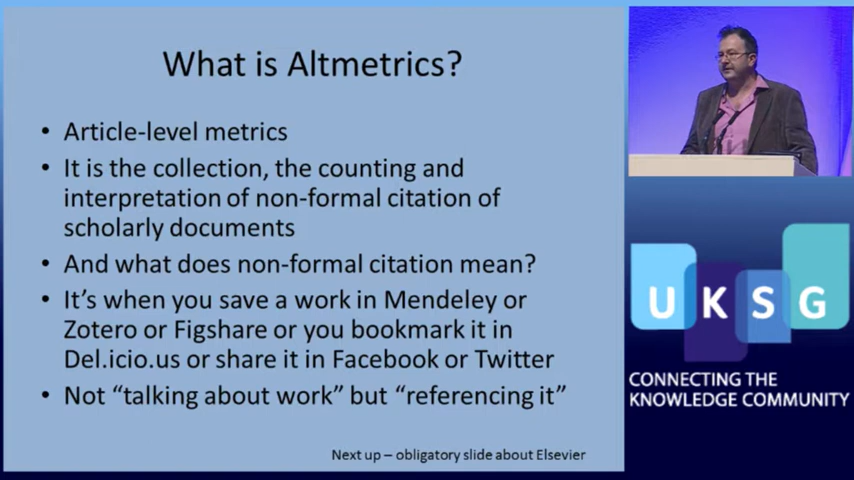 What is Altmetrics?
• Article-level metrics
• It is the collection, the counting and
interpretation of non-formal citation of
scholarly documents
• And what does non-formal citation mean?
• It's when you save a work in Mendeley or
Zotero or Figshare or you bookmark it in
Del.icio.us or share it in Facebook or Twitter
• Not “talking about work” but “referencing it”
Next up – obligatory slide about Elsevier
UKSG
CONNECTING THE
KNOWLEDGE COMMUNITY